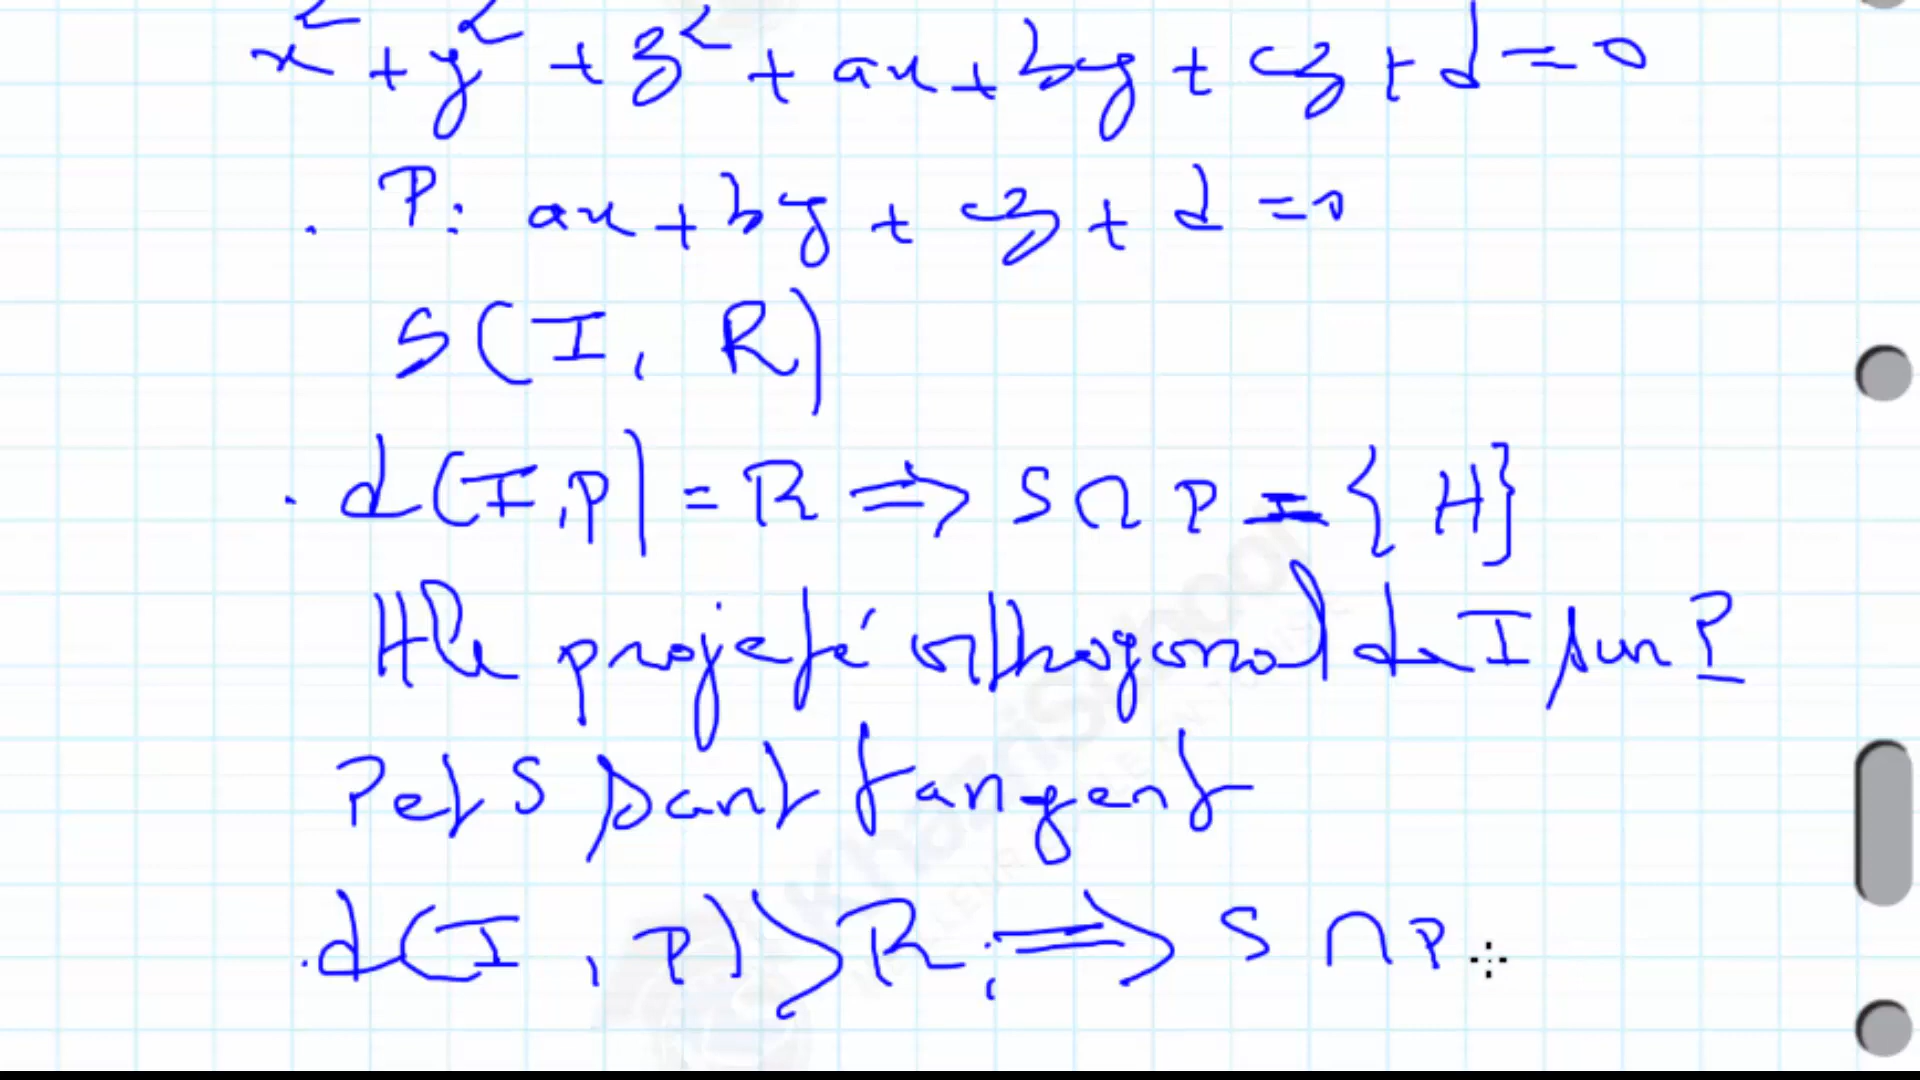 x² + y² + z² + ax + by + cz + d = 0
. P: ax + by + cz + d = 0
S(I, R)
. d(I, P) = R ⟹ S ∩ P = { H }
H le projeté orthogonal de I sur P
P et S sont tangent
. d(I, P) > R ; ⟹ S ∩ P
KhazriSchool